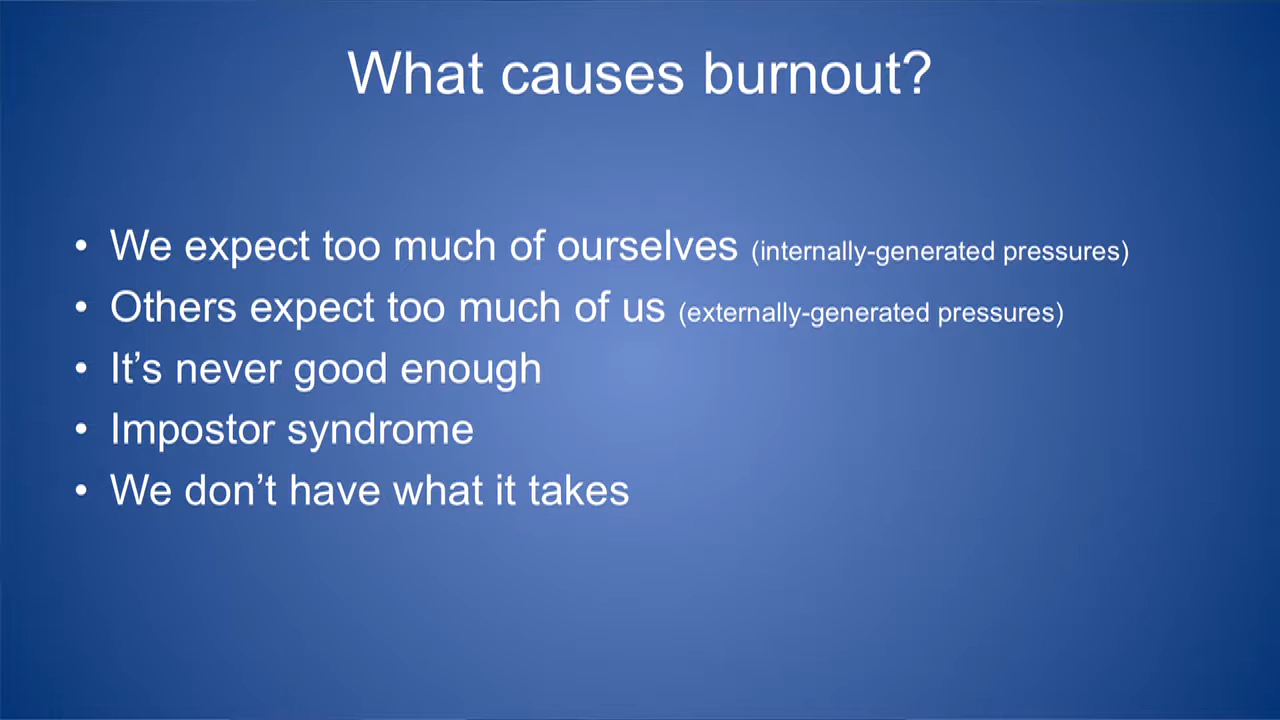 What causes burnout?
• We expect too much of ourselves (internally-generated pressures)
• Others expect too much of us (externally-generated pressures)
• It’s never good enough
• Impostor syndrome
• We don’t have what it takes